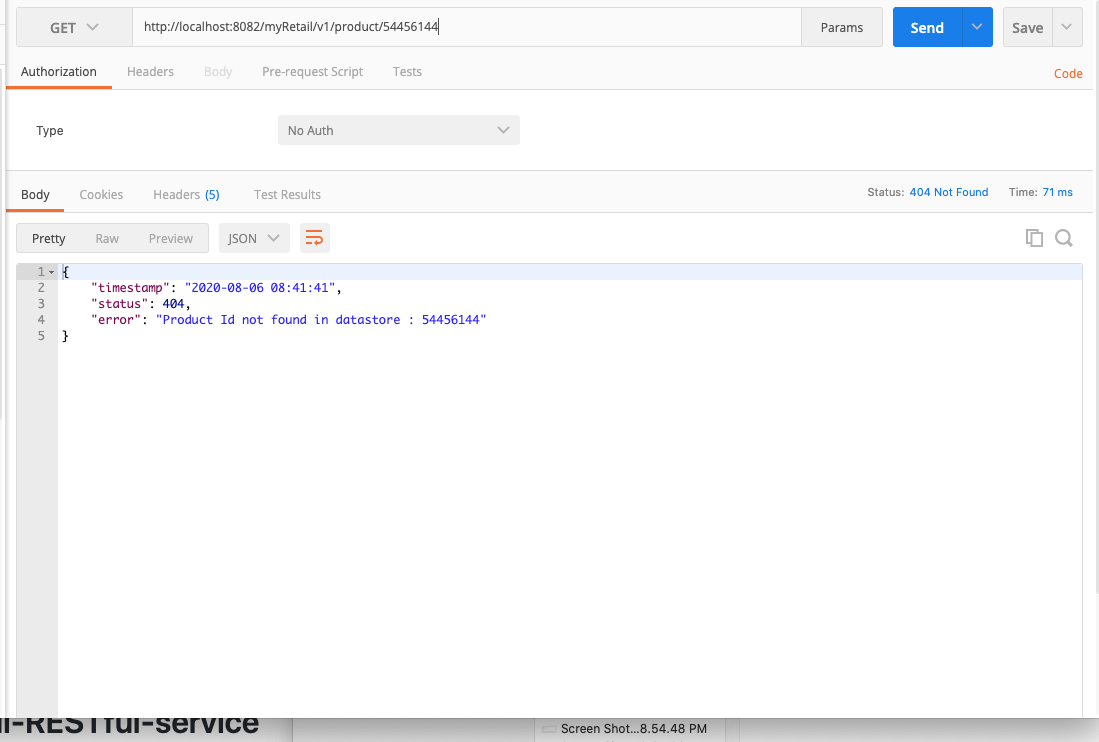 GET http://localhost:8082/myRetail/v1/product/54456144 Params Send Save
Authorization Headers Body Pre-request Script Tests Code
Type No Auth
Body Cookies Headers (5) Test Results Status: 404 Not Found Time: 71 ms
Pretty Raw Preview JSON
1 {
2 "timestamp": "2020-08-06 08:41:41",
3 "status": 404,
4 "error": "Product Id not found in datastore : 54456144"
5 }
-RESTful-service
Screen Shot...8.54.48 PM